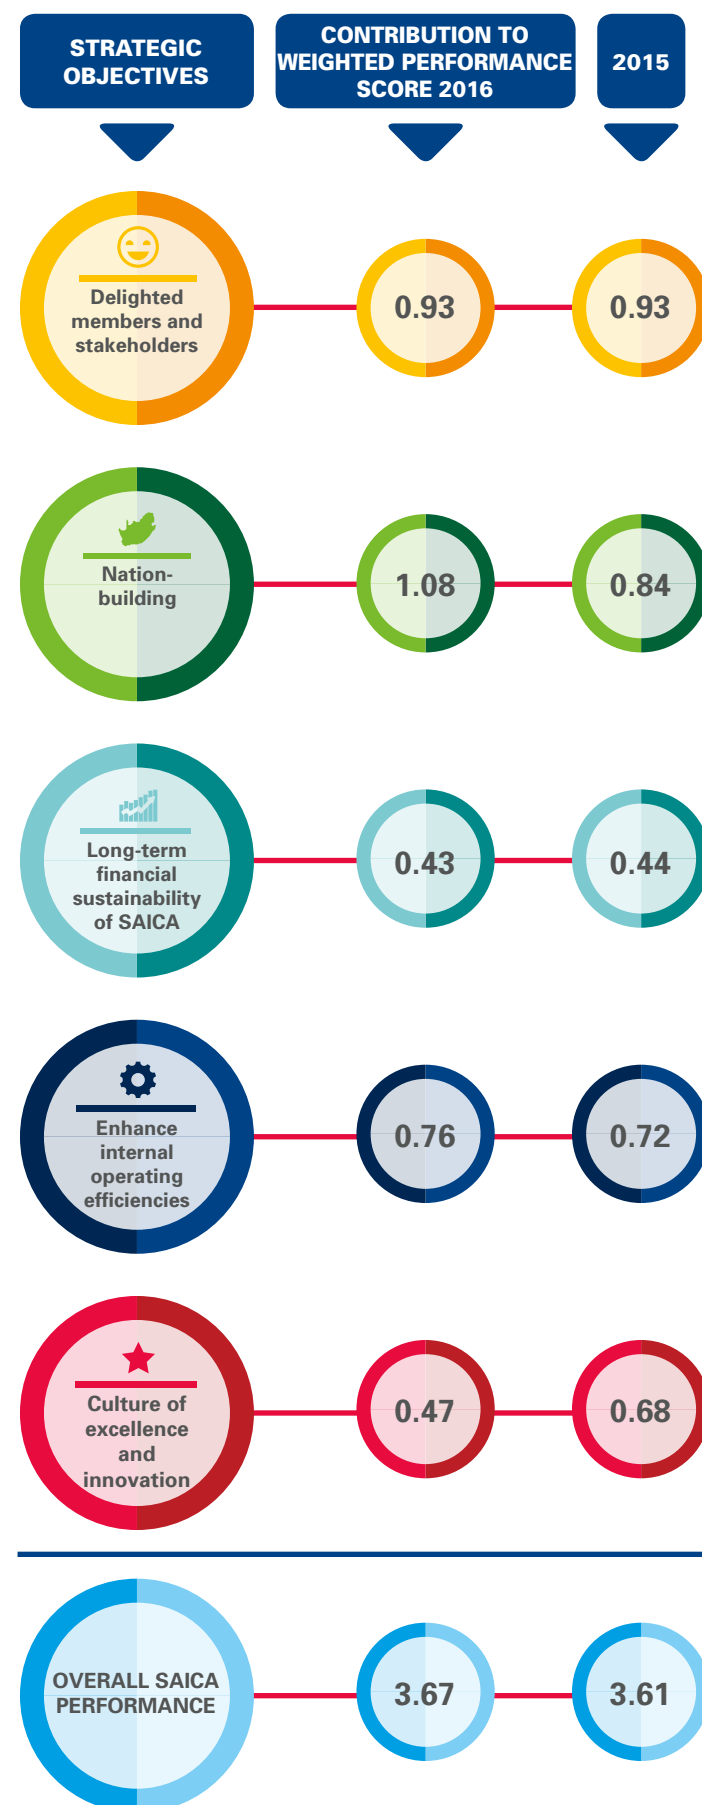 STRATEGIC
OBJECTIVES
CONTRIBUTION TO
WEIGHTED PERFORMANCE
SCORE 2016
2015
Delighted
members and
stakeholders
0.93
0.93
Nation-
building
1.08
0.84
Long-term
financial
sustainability
of SAICA
0.43
0.44
Enhance
internal
operating
efficiencies
0.76
0.72
Culture of
excellence
and
innovation
0.47
0.68
OVERALL SAICA
PERFORMANCE
3.67
3.61